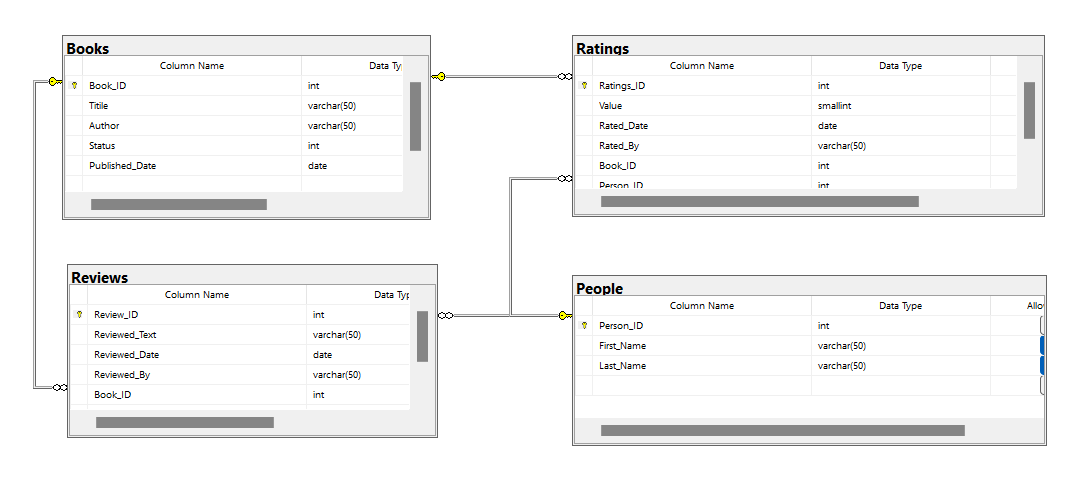 Books
Column Name Data Ty
Book_ID int
Titile varchar(50)
Author varchar(50)
Status int
Published_Date date
Ratings
Column Name Data Type
Ratings_ID int
Value smallint
Rated_Date date
Rated_By varchar(50)
Book_ID int
Person_ID int
Reviews
Column Name Data Typ
Review_ID int
Reviewed_Text varchar(50)
Reviewed_Date date
Reviewed_By varchar(50)
Book_ID int
People
Column Name Data Type Allo
Person_ID int
First_Name varchar(50)
Last_Name varchar(50)